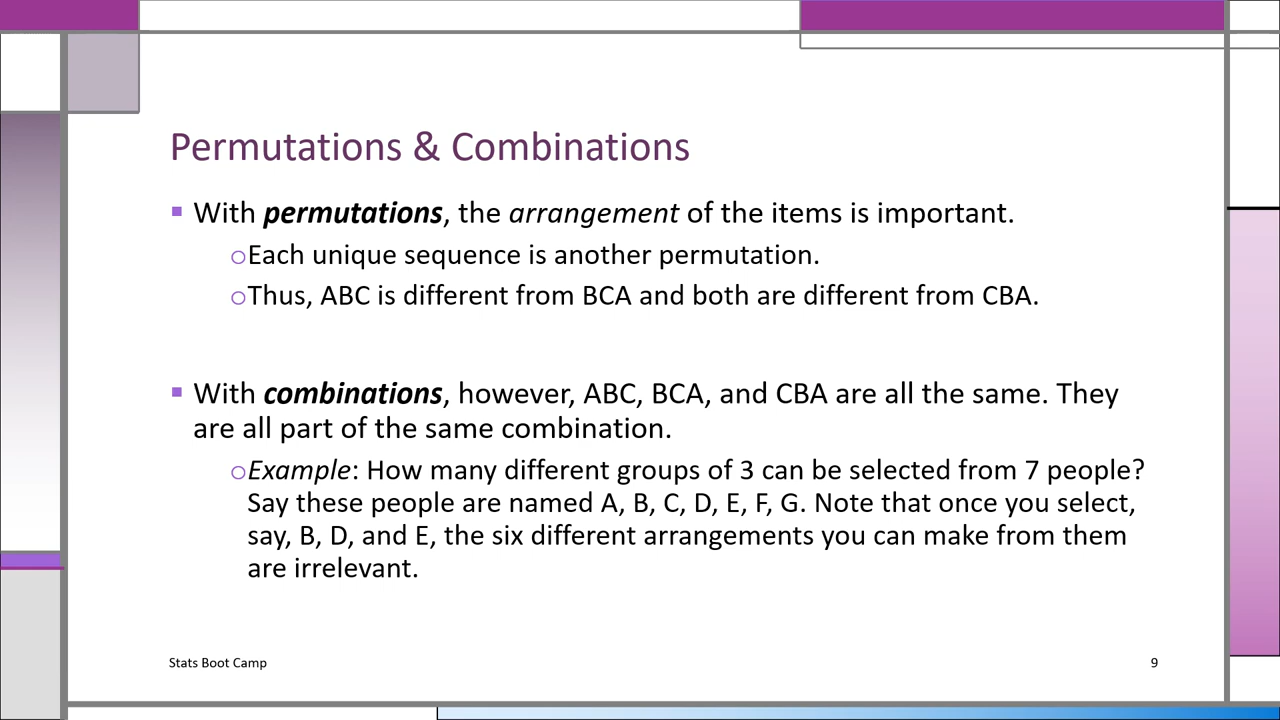 Permutations & Combinations
▪ With permutations, the arrangement of the items is important.
oEach unique sequence is another permutation.
oThus, ABC is different from BCA and both are different from CBA.
▪ With combinations, however, ABC, BCA, and CBA are all the same. They
are all part of the same combination.
oExample: How many different groups of 3 can be selected from 7 people?
Say these people are named A, B, C, D, E, F, G. Note that once you select,
say, B, D, and E, the six different arrangements you can make from them
are irrelevant.
Stats Boot Camp
9